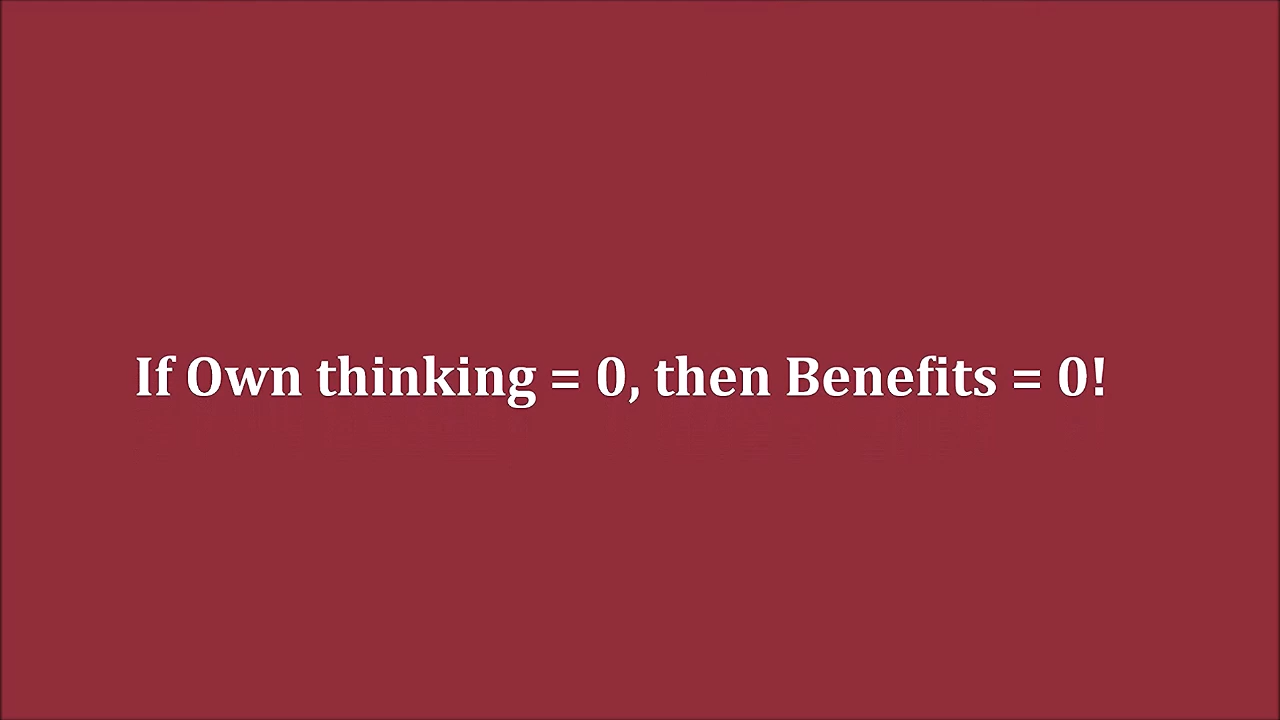 If Own thinking = 0, then Benefits = 0!